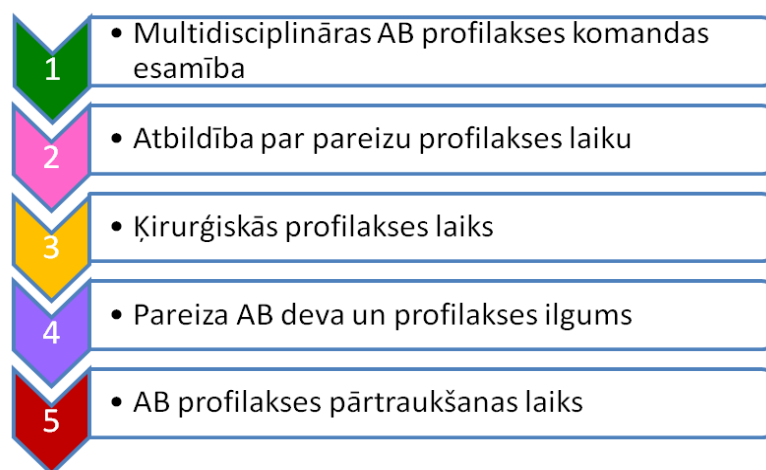 1
• Multidisciplināras AB profilakses komandas
esamība
2
• Atbildība par pareizu profilakses laiku
3
• Ķirurģiskās profilakses laiks
4
• Pareiza AB deva un profilakses ilgums
5
• AB profilakses pārtraukšanas laiks